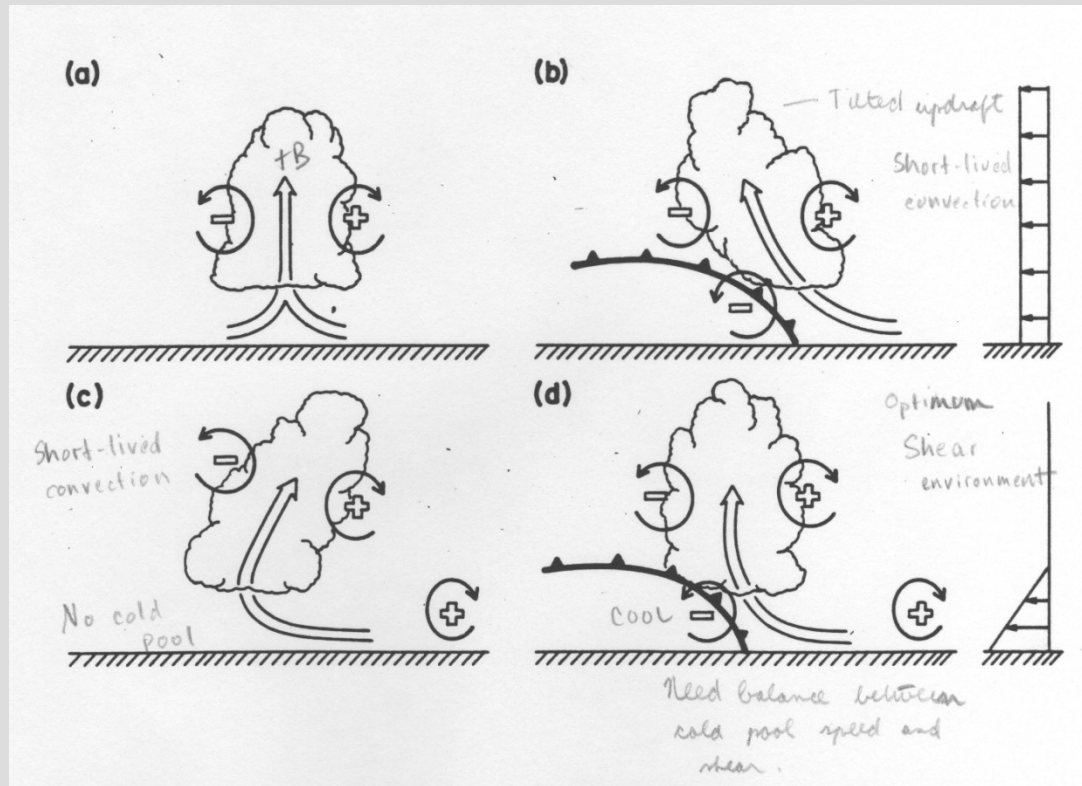 (a)
+B
(b)
Tilted updraft
Short-lived
convection
(c)
Short-lived
convection
No cold
pool
(d)
Optimum
Shear
environment
COOL
Need balance between
cold pool speed and
shear.